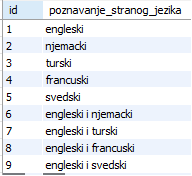 id poznavanje_stranog_jezika
1 engleski
2 njemacki
3 turski
4 francuski
5 svedski
6 engleski i njemacki
7 engleski i turski
8 engleski i francuski
9 engleski i svedski